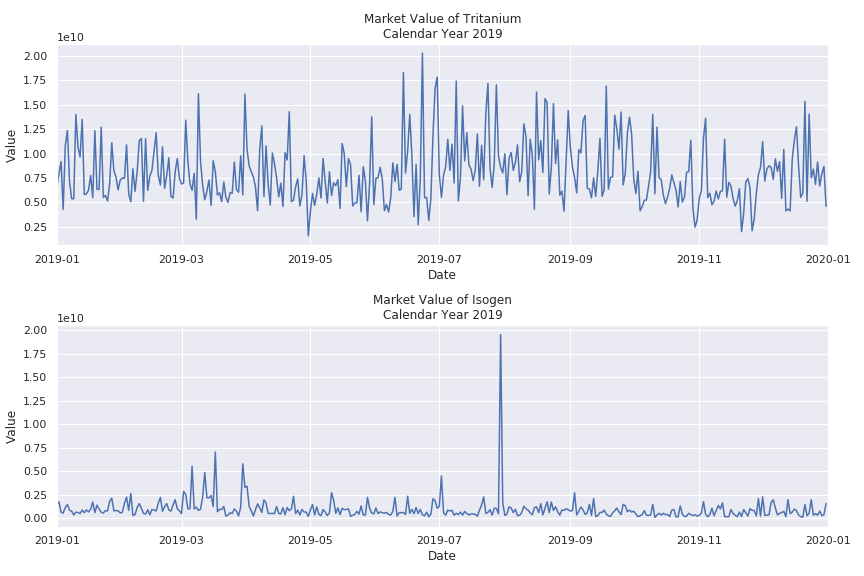 Market Value of Tritanium
Calendar Year 2019
1e10
2.00
1.75
1.50
1.25
1.00
0.75
0.50
0.25
Value
2019-01 2019-03 2019-05 2019-07 2019-09 2019-11 2020-01
Date
Market Value of Isogen
Calendar Year 2019
1e10
2.00
1.75
1.50
1.25
1.00
0.75
0.50
0.25
0.00
Value
2019-01 2019-03 2019-05 2019-07 2019-09 2019-11 2020-01
Date